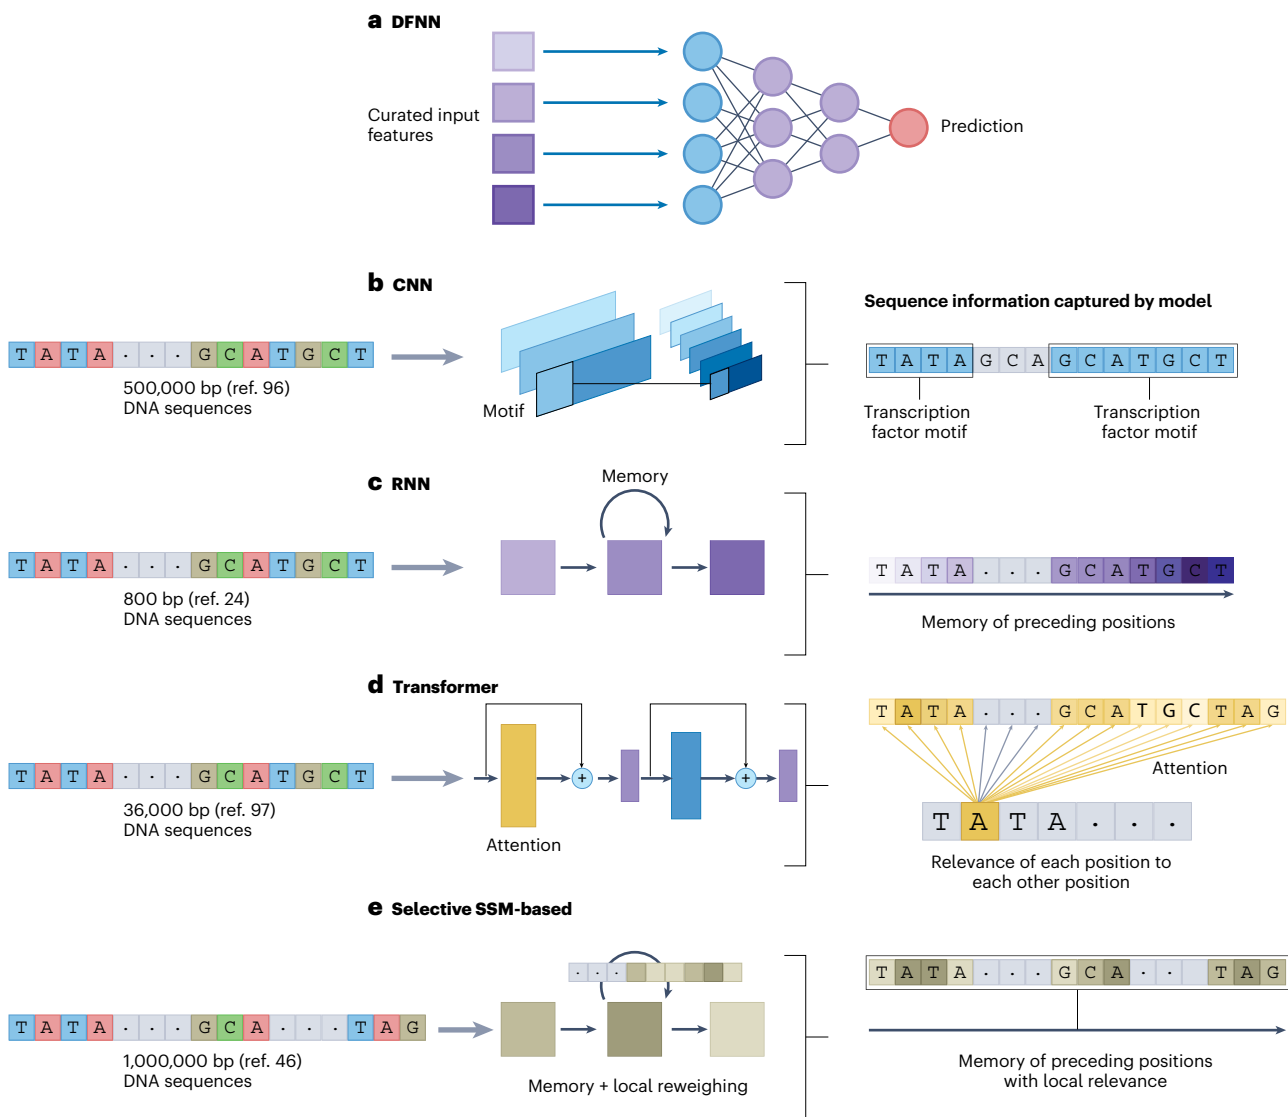 a DFNN
Curated input
features
Prediction
b CNN
Sequence information captured by model
T A T A · · · G C A T G C T
500,000 bp (ref. 96)
DNA sequences
Motif
T A T A G C A G C A T G C T
Transcription
factor motif
Transcription
factor motif
c RNN
Memory
T A T A · · · G C A T G C T
800 bp (ref. 24)
DNA sequences
T A T A · · · G C A T G C T
Memory of preceding positions
d Transformer
T A T A · · · G C A T G C T A G
T A T A · · · G C A T G C T
36,000 bp (ref. 97)
DNA sequences
+
+
Attention
Attention
T A T A · · ·
Relevance of each position to
each other position
e Selective SSM-based
· · ·
T A T A · · · G C A · · · T A G
T A T A · · · G C A · · · T A G
1,000,000 bp (ref. 46)
DNA sequences
Memory + local reweighing
Memory of preceding positions
with local relevance